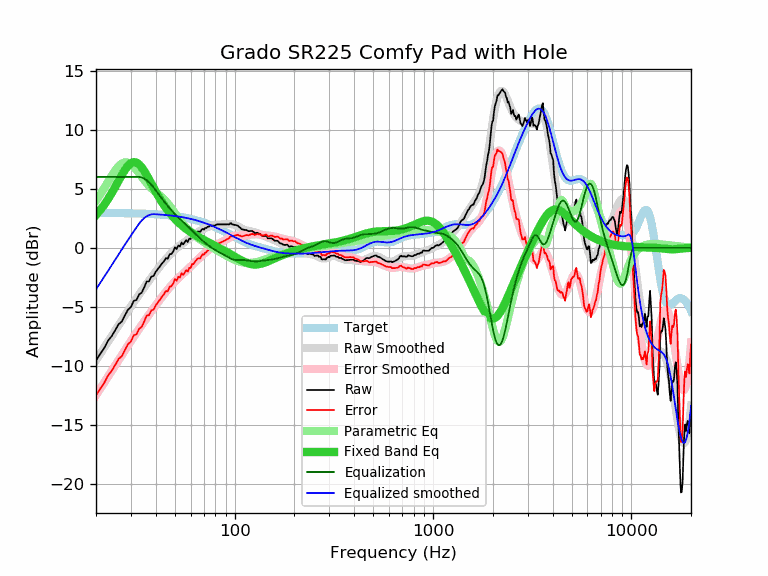 Grado SR225 Comfy Pad with Hole
15
10
5
0
−5
−10
−15
−20
Amplitude (dBr)
Target
Raw Smoothed
Error Smoothed
Raw
Error
Parametric Eq
Fixed Band Eq
Equalization
Equalized smoothed
100
1000
10000
Frequency (Hz)